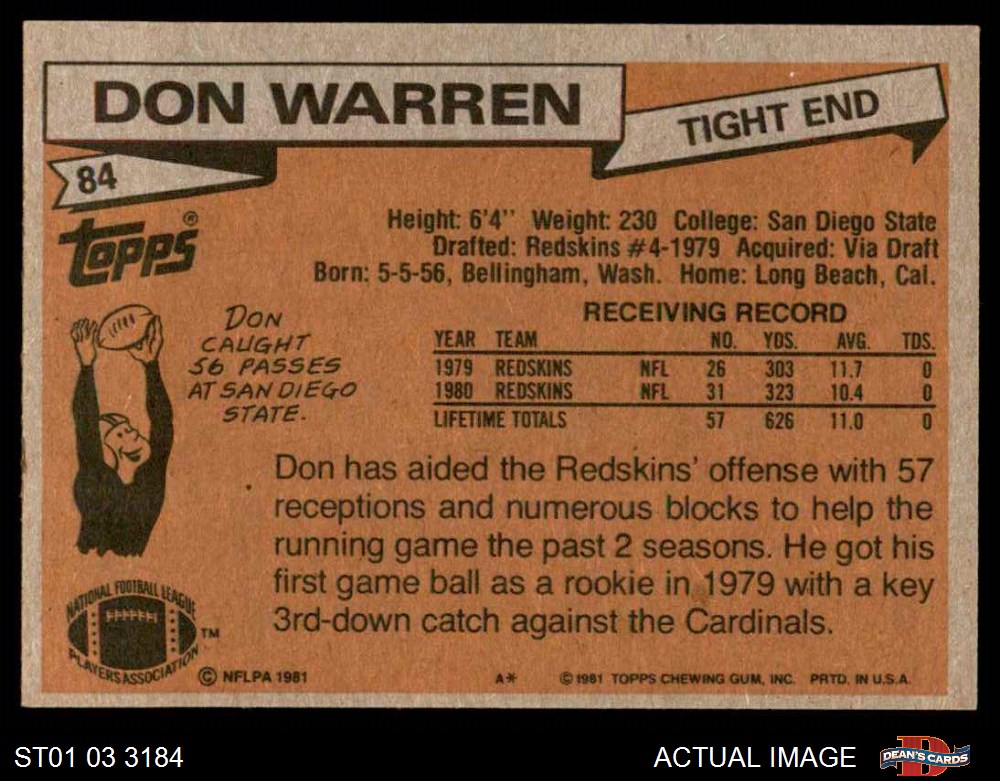 DON WARREN
TIGHT END
84
Topps®
Height: 6'4" Weight: 230 College: San Diego State
Drafted: Redskins #4-1979 Acquired: Via Draft
Born: 5-5-56, Bellingham, Wash. Home: Long Beach, Cal.
DON
CAUGHT
56 PASSES
AT SAN DIEGO
STATE.
RECEIVING RECORD
YEAR TEAM NO. YDS. AVG. TDS.
1979 REDSKINS NFL 26 303 11.7 0
1980 REDSKINS NFL 31 323 10.4 0
LIFETIME TOTALS 57 626 11.0 0
Don has aided the Redskins' offense with 57
receptions and numerous blocks to help the
running game the past 2 seasons. He got his
first game ball as a rookie in 1979 with a key
3rd-down catch against the Cardinals.
NATIONAL FOOTBALL LEAGUE
PLAYERS ASSOCIATION
TM
© NFLPA 1981
A*
© 1981 TOPPS CHEWING GUM, INC. PRTD. IN U.S.A.
ST01 03 3184
ACTUAL IMAGE
DEAN'S CARDS